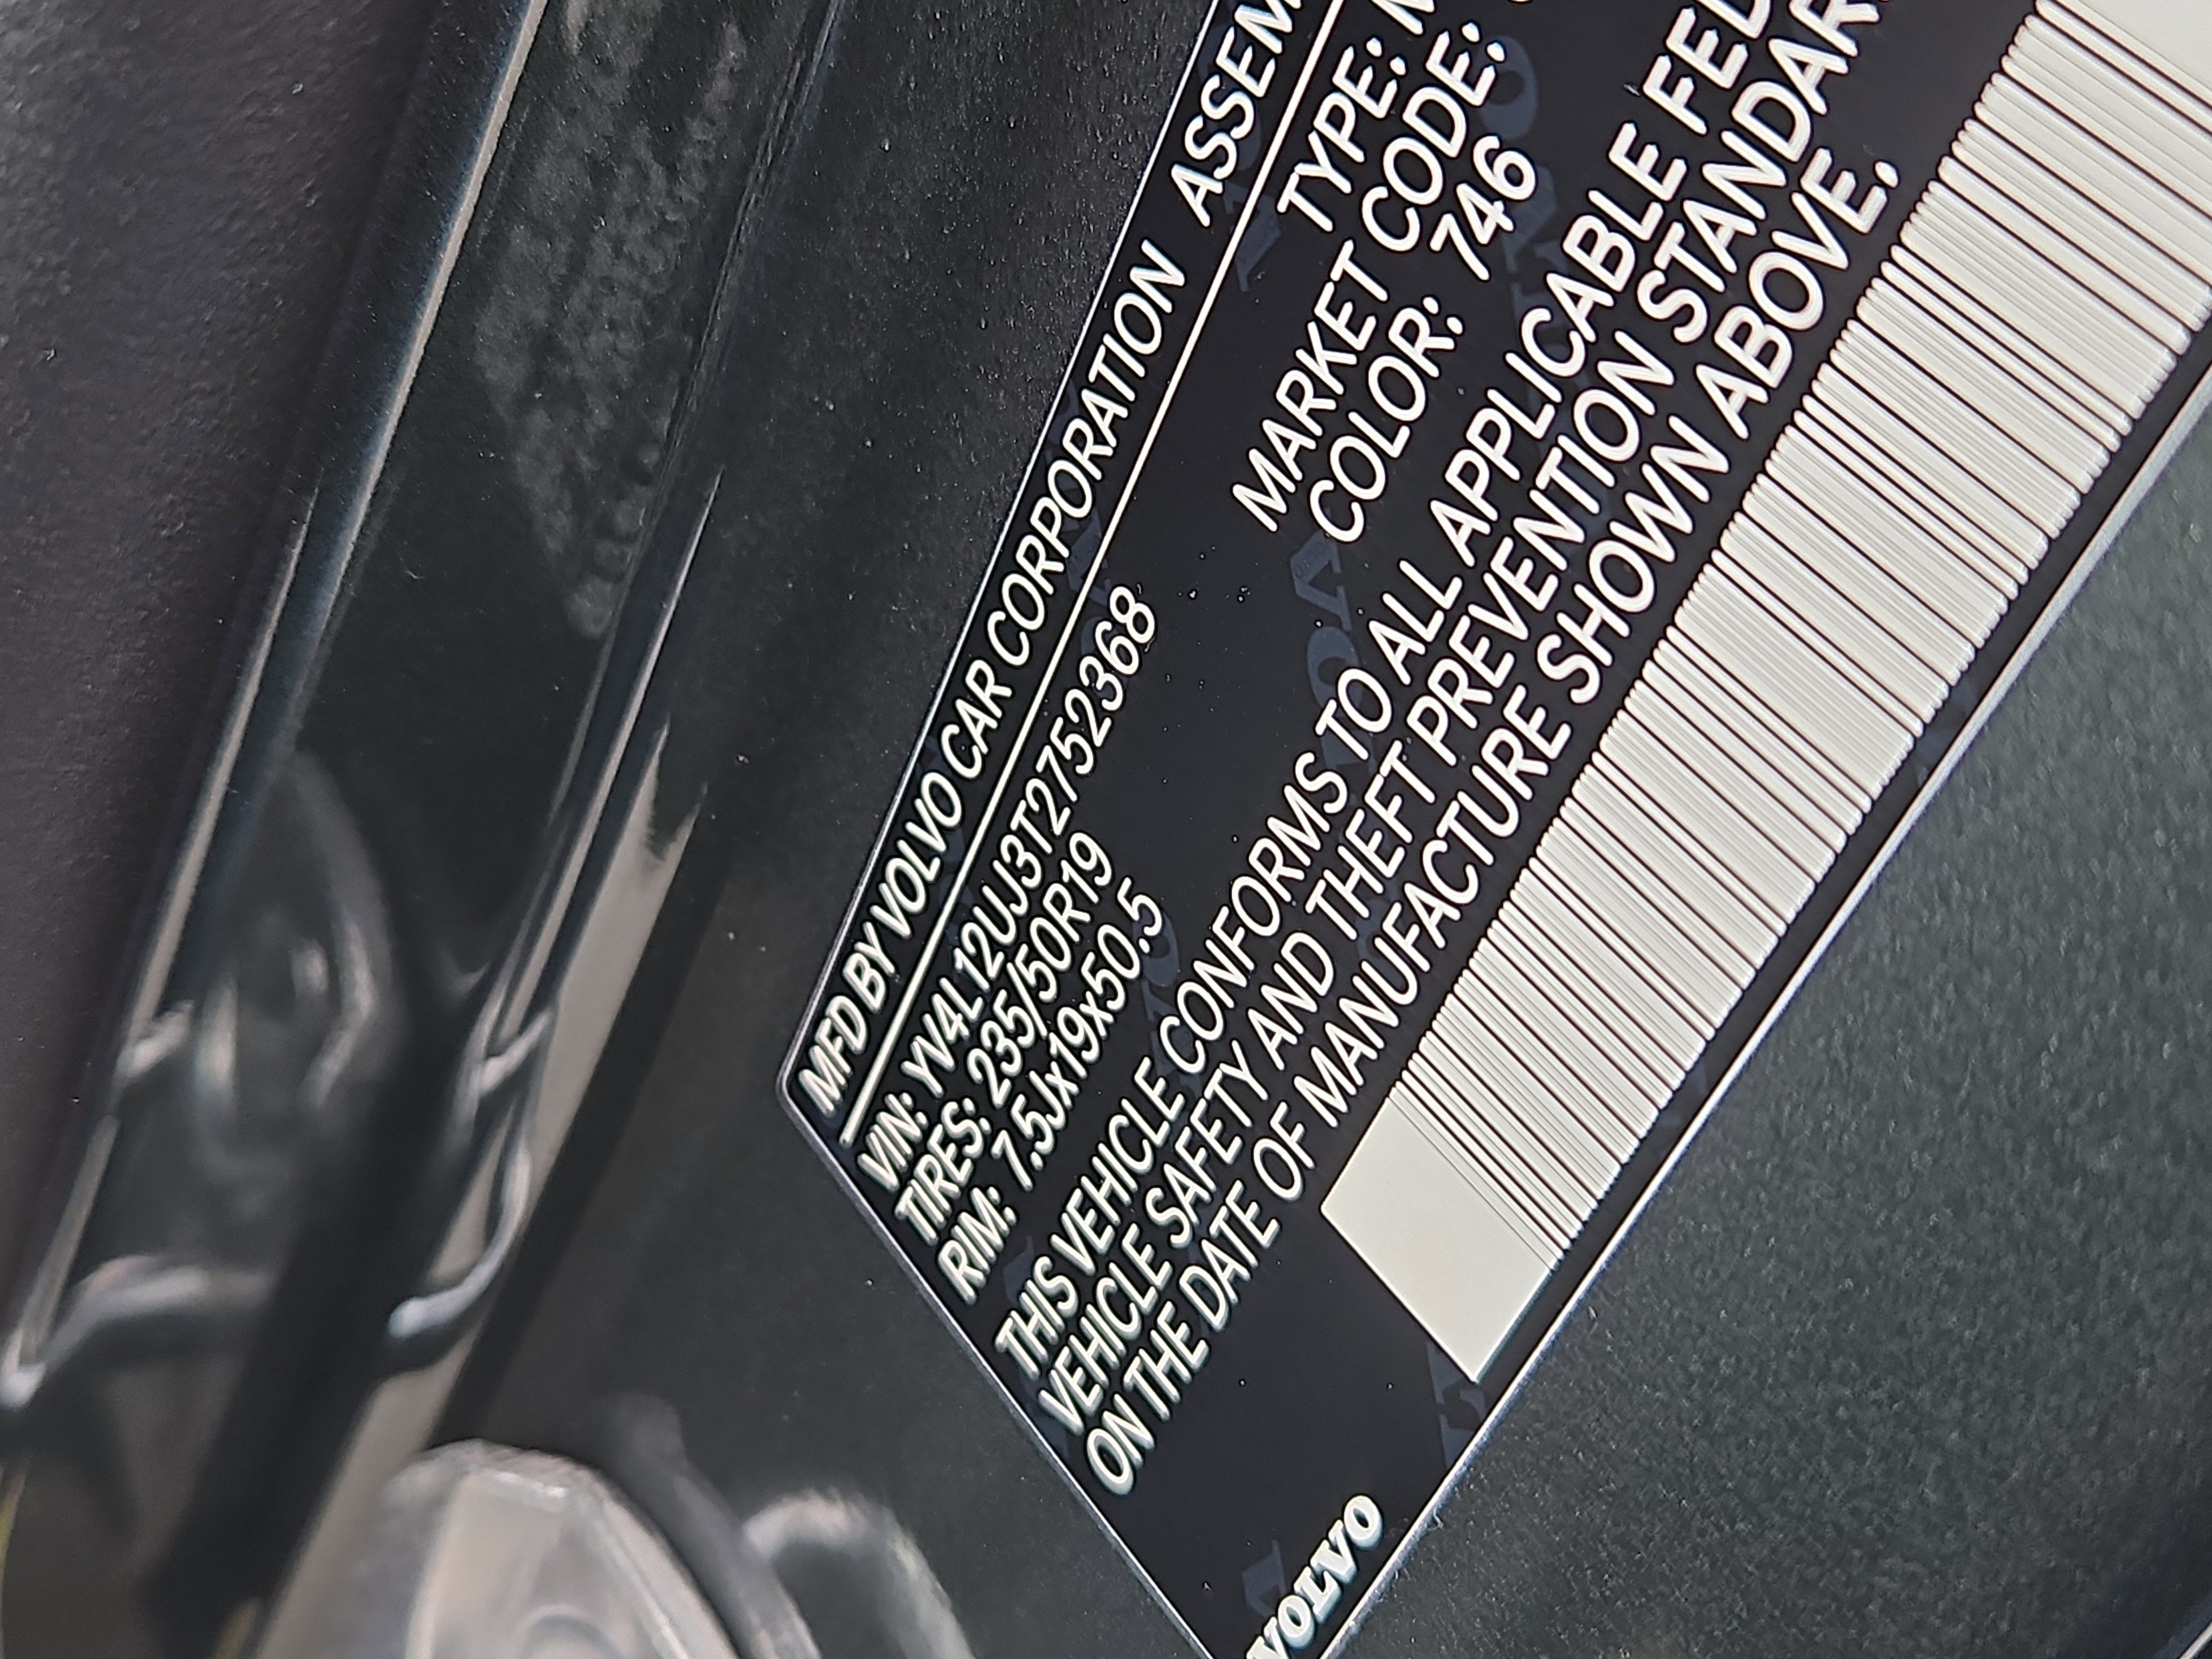 MFD BY VOLVO CAR CORPORATION ASSEM
VIN: YV4L12UJ3T2752368
TYPE:
TIRES: 235/50R19
MARKET CODE:
RIM: 7.5Jx19x50.5
COLOR: 746
THIS VEHICLE CONFORMS TO ALL APPLICABLE FED
VEHICLE SAFETY AND THEFT PREVENTION STANDAR
ON THE DATE OF MANUFACTURE SHOWN ABOVE.
VOLVO